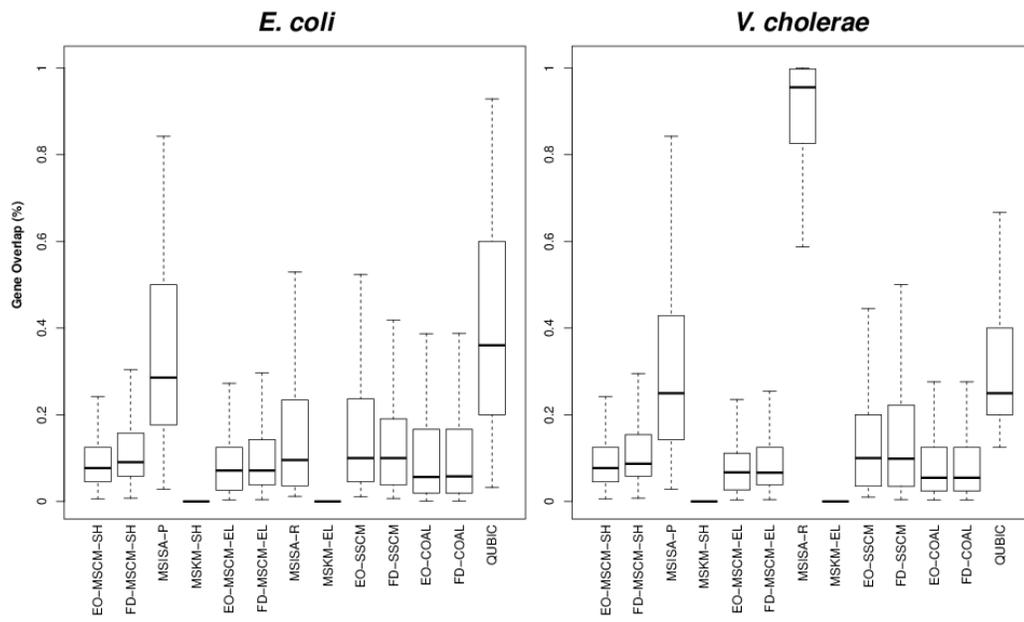 E. coli
V. cholerae
Gene Overlap (%)
1
0.8
0.6
0.4
0.2
0
EO−MSCM−SH
FD−MSCM−SH
MSISA−P
MSKM−SH
EO−MSCM−EL
FD−MSCM−EL
MSISA−R
MSKM−EL
EO−SSCM
FD−SSCM
EO−COAL
FD−COAL
QUBIC
1
0.8
0.6
0.4
0.2
0
EO−MSCM−SH
FD−MSCM−SH
MSISA−P
MSKM−SH
EO−MSCM−EL
FD−MSCM−EL
MSISA−R
MSKM−EL
EO−SSCM
FD−SSCM
EO−COAL
FD−COAL
QUBIC